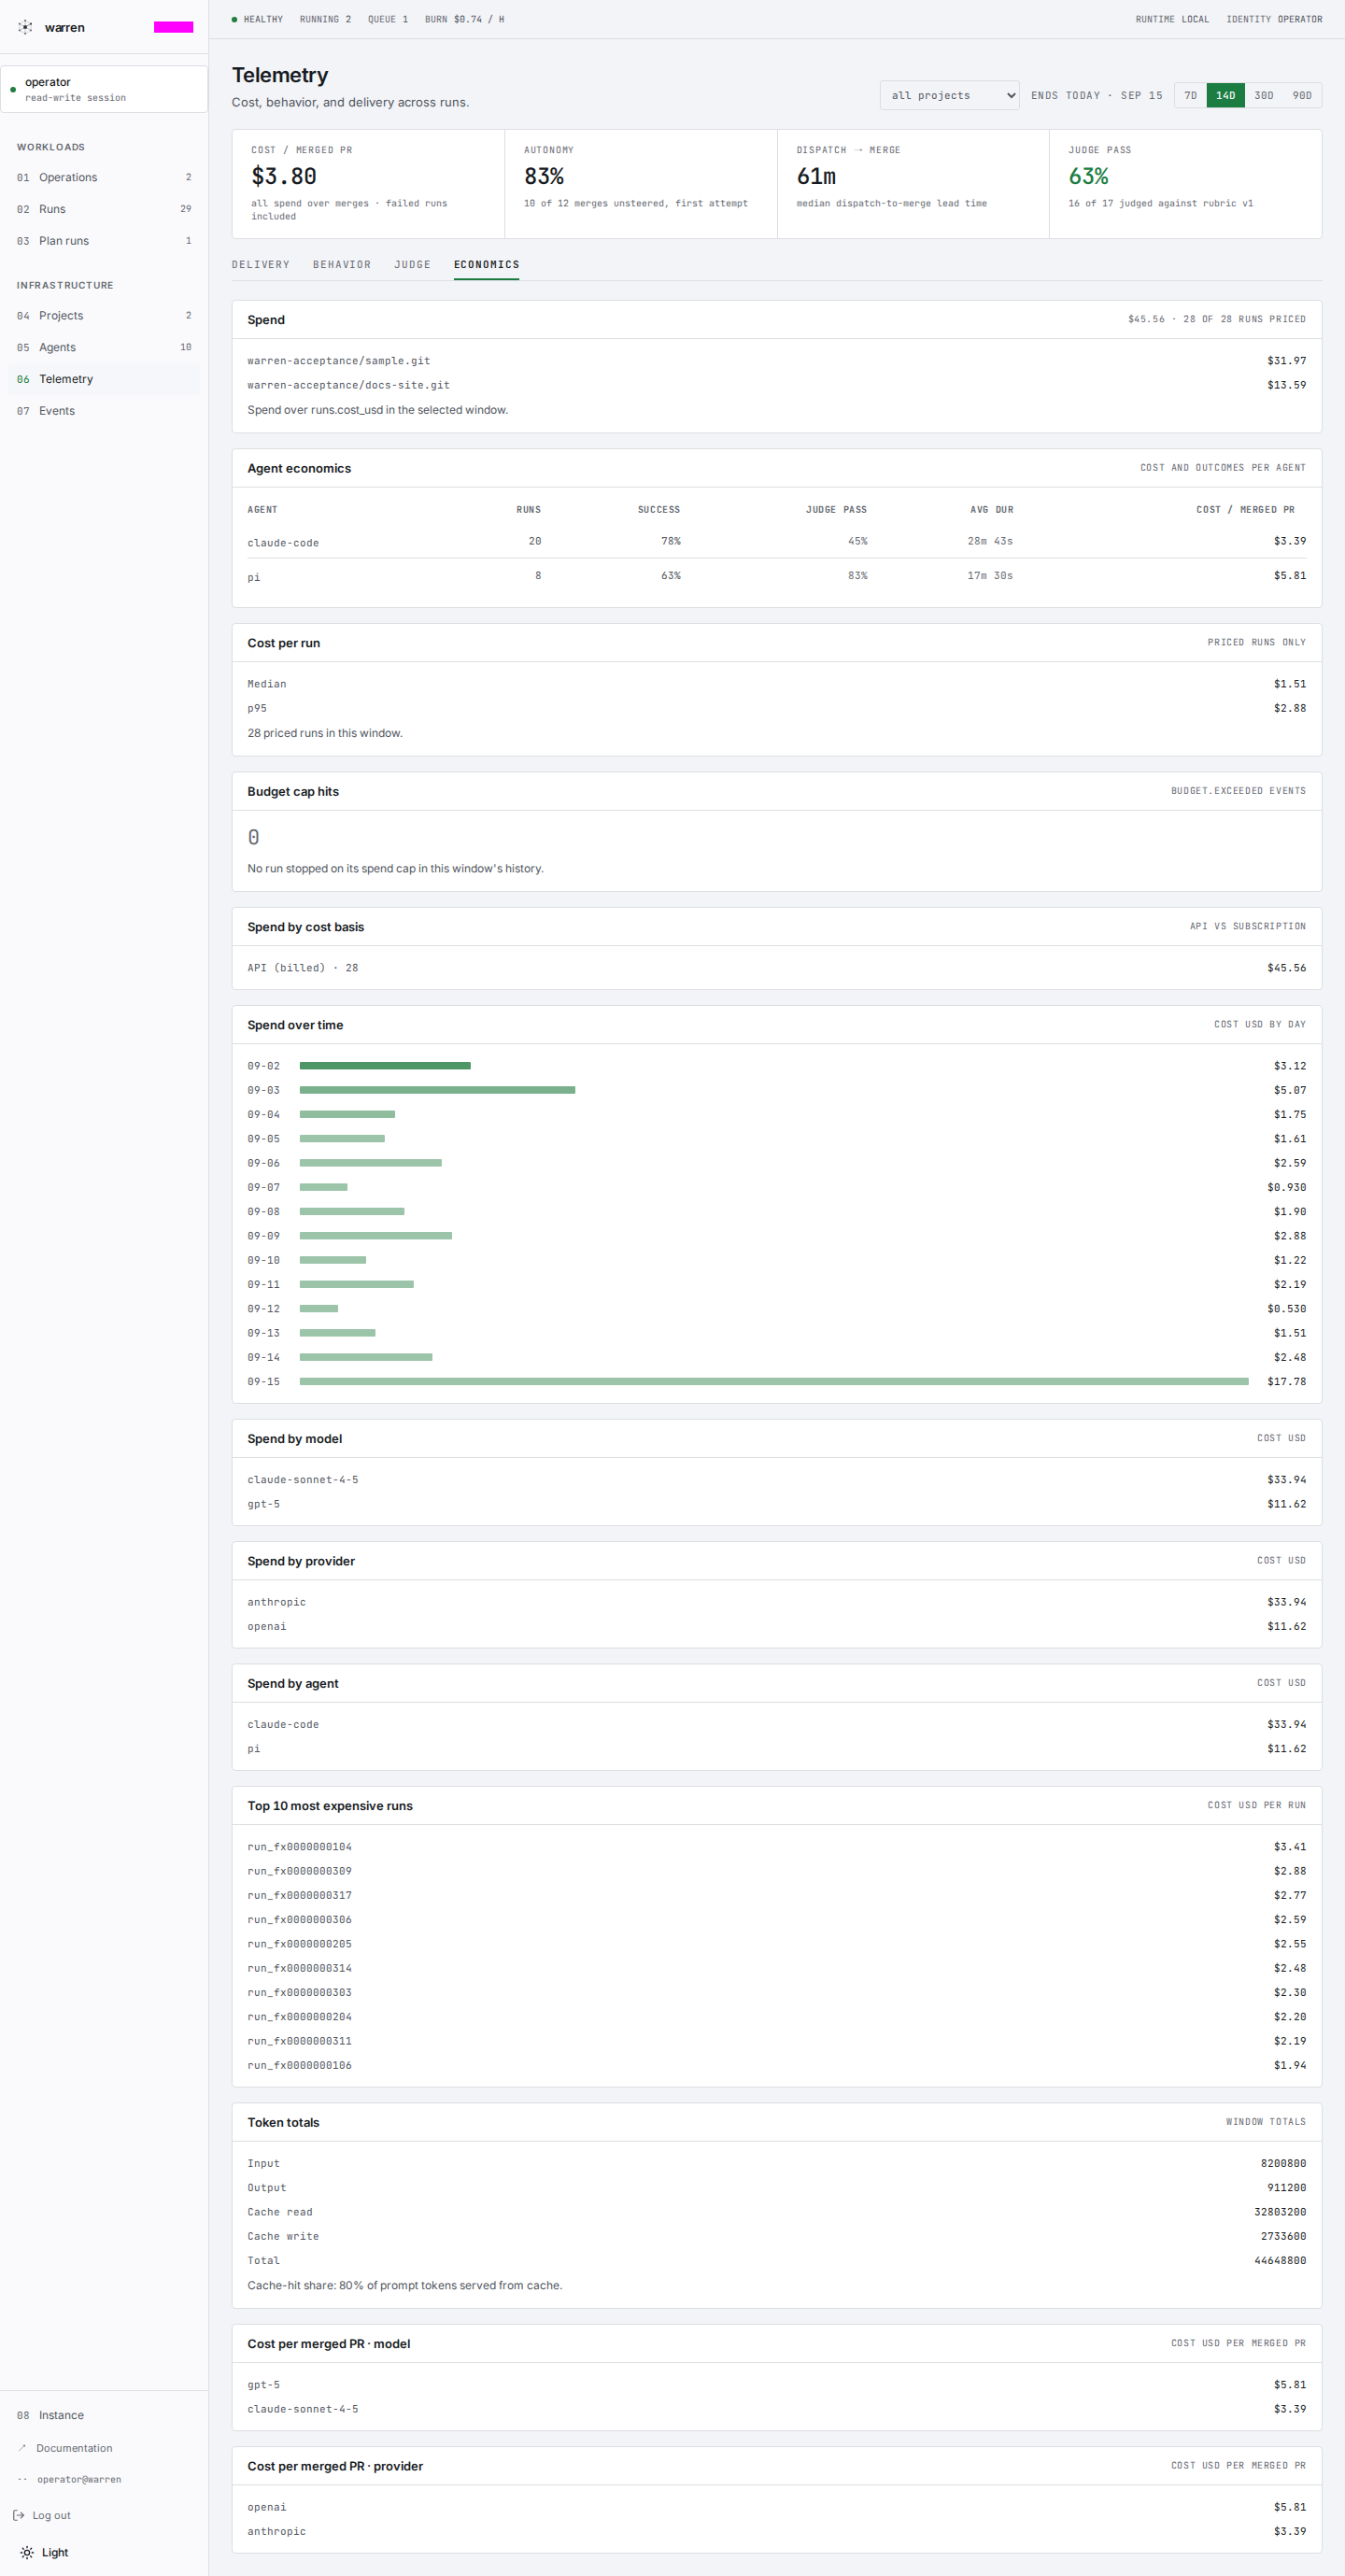 warren
operator
read-write session
WORKLOADS
01 Operations 2
02 Runs 29
03 Plan runs 1
INFRASTRUCTURE
04 Projects 2
05 Agents 10
06 Telemetry
07 Events
08 Instance
↗ Documentation
·· operator@warren
Log out
Light
HEALTHY RUNNING 2 QUEUE 1 BURN $0.74 / H
RUNTIME LOCAL IDENTITY OPERATOR
Telemetry
Cost, behavior, and delivery across runs.
all projects
ENDS TODAY · SEP 15
7D 14D 30D 90D
COST / MERGED PR
$3.80
all spend over merges · failed runs
included
AUTONOMY
83%
10 of 12 merges unsteered, first attempt
DISPATCH → MERGE
61m
median dispatch-to-merge lead time
JUDGE PASS
63%
16 of 17 judged against rubric v1
DELIVERY BEHAVIOR JUDGE ECONOMICS
Spend $45.56 · 28 OF 28 RUNS PRICED
warren-acceptance/sample.git $31.97
warren-acceptance/docs-site.git $13.59
Spend over runs.cost_usd in the selected window.
Agent economics COST AND OUTCOMES PER AGENT
AGENT RUNS SUCCESS JUDGE PASS AVG DUR COST / MERGED PR
claude-code 20 78% 45% 28m 43s $3.39
pi 8 63% 83% 17m 30s $5.81
Cost per run PRICED RUNS ONLY
Median $1.51
p95 $2.88
28 priced runs in this window.
Budget cap hits BUDGET.EXCEEDED EVENTS
0
No run stopped on its spend cap in this window's history.
Spend by cost basis API VS SUBSCRIPTION
API (billed) · 28 $45.56
Spend over time COST USD BY DAY
09-02 $3.12
09-03 $5.07
09-04 $1.75
09-05 $1.61
09-06 $2.59
09-07 $0.930
09-08 $1.90
09-09 $2.88
09-10 $1.22
09-11 $2.19
09-12 $0.530
09-13 $1.51
09-14 $2.48
09-15 $17.78
Spend by model COST USD
claude-sonnet-4-5 $33.94
gpt-5 $11.62
Spend by provider COST USD
anthropic $33.94
openai $11.62
Spend by agent COST USD
claude-code $33.94
pi $11.62
Top 10 most expensive runs COST USD PER RUN
run_fx0000000104 $3.41
run_fx0000000309 $2.88
run_fx0000000317 $2.77
run_fx0000000306 $2.59
run_fx0000000205 $2.55
run_fx0000000314 $2.48
run_fx0000000303 $2.30
run_fx0000000204 $2.20
run_fx0000000311 $2.19
run_fx0000000106 $1.94
Token totals WINDOW TOTALS
Input 8200800
Output 911200
Cache read 32803200
Cache write 2733600
Total 44648800
Cache-hit share: 80% of prompt tokens served from cache.
Cost per merged PR · model COST USD PER MERGED PR
gpt-5 $5.81
claude-sonnet-4-5 $3.39
Cost per merged PR · provider COST USD PER MERGED PR
openai $5.81
anthropic $3.39